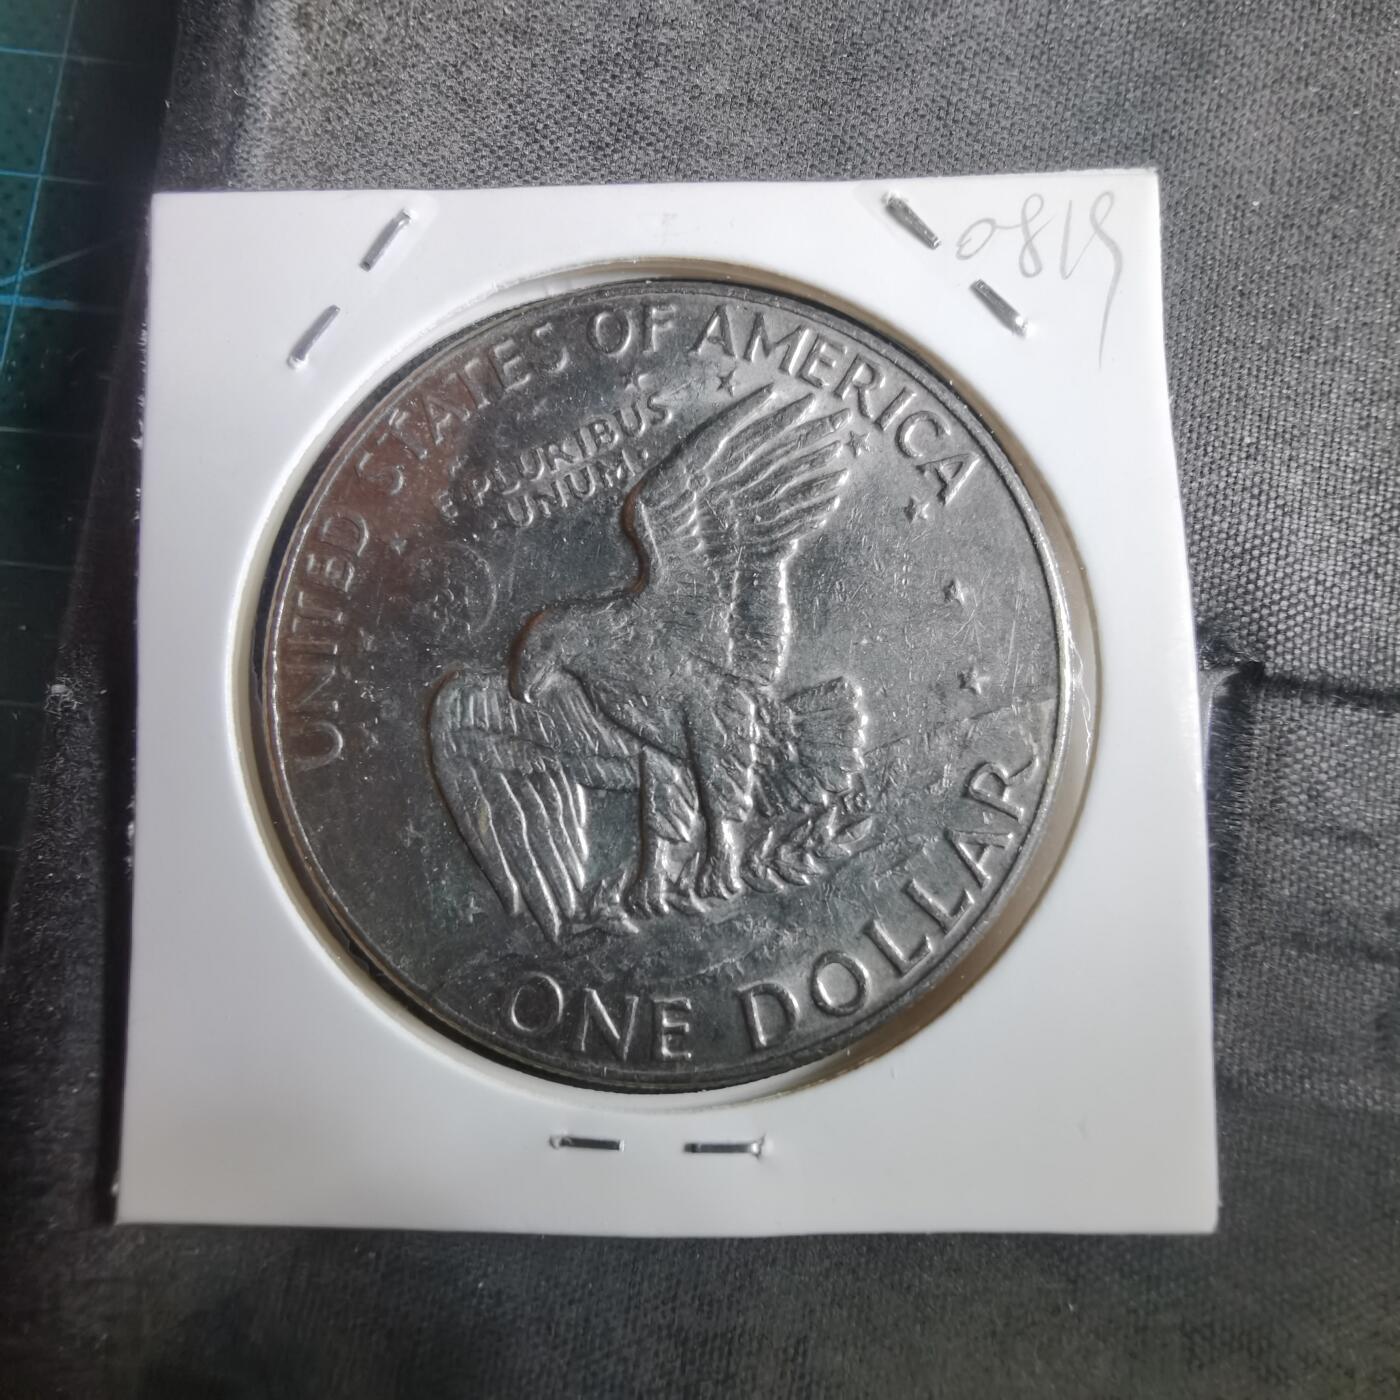 0819
UNITED STATES OF AMERICA
E PLURIBUS
UNUM
ONE DOLLAR